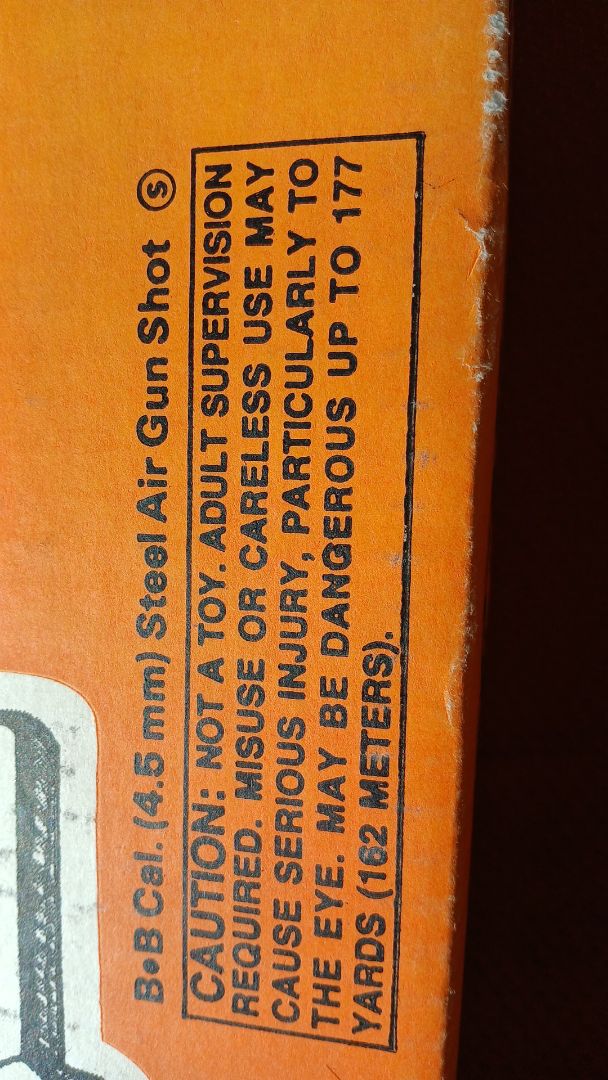 B•B Cal. (4.5 mm) Steel Air Gun Shot Ⓢ
CAUTION: NOT A TOY. ADULT SUPERVISION
REQUIRED. MISUSE OR CARELESS USE MAY
CAUSE SERIOUS INJURY, PARTICULARLY TO
THE EYE. MAY BE DANGEROUS UP TO 177
YARDS (162 METERS).